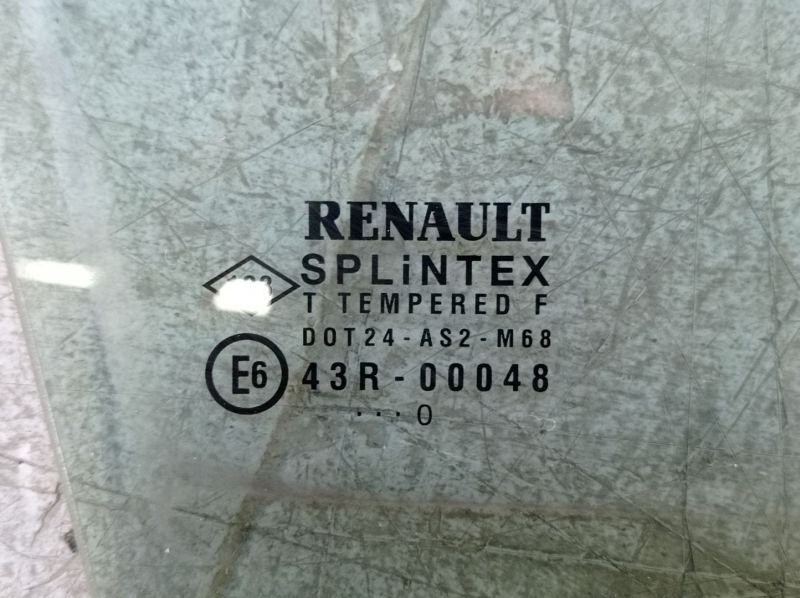 RENAULT
SPLiNTEX
T TEMPERED F
DOT24-AS2-M68
E6 43R-00048
...0